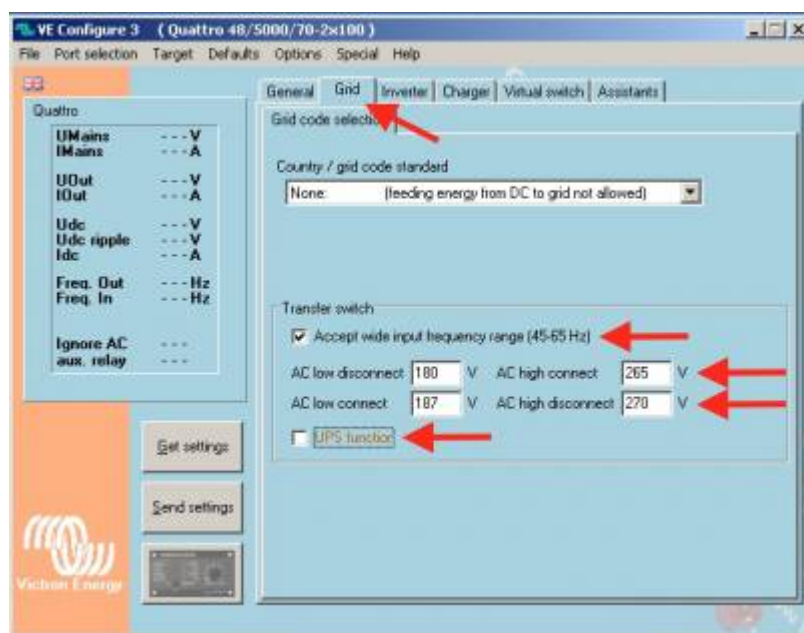 VE Configure 3 ( Quattro 48/5000/70-2x100 )
File Port selection Target Defaults Options Special Help
General Grid Inverter Charger Virtual switch Assistants
Quattro
Grid code selection
UMains - - - V
IMains - - - A
UOut - - - V
IOut - - - A
Udc - - - V
Udc ripple - - - V
Idc - - - A
Freq. Out - - - Hz
Freq. In - - - Hz
Ignore AC - - -
aux. relay - - -
Country / grid code standard
None: (feeding energy from DC to grid not allowed)
Transfer switch
Accept wide input frequency range (45-65 Hz)
AC low disconnect 180 V AC high connect 265 V
AC low connect 187 V AC high disconnect 270 V
UPS function
Get settings
Send settings
Victron Energy